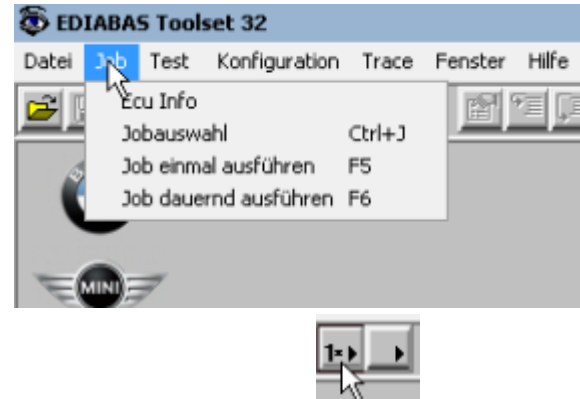 EDIABAS Toolset 32
Datei Job Test Konfiguration Trace Fenster Hilfe
Ecu Info
Jobauswahl Ctrl+J
Job einmal ausführen F5
Job dauernd ausführen F6
MINI
1×